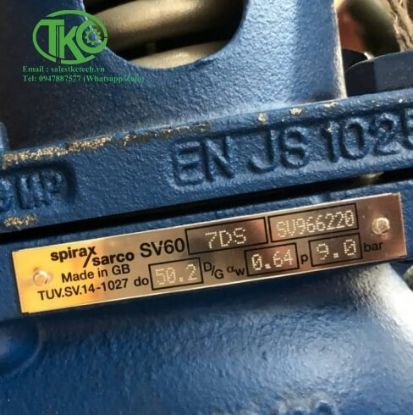 TKC
Email : salestkctech.vn
Tel: 0947887577 (Whatsapp/Zalo)
EN JS 1025
spirax sarco SV60 7DS SV966220
Made in GB
TUV.SV.14-1027 do 50.2 D/G αw 0.64 p 9.0 bar